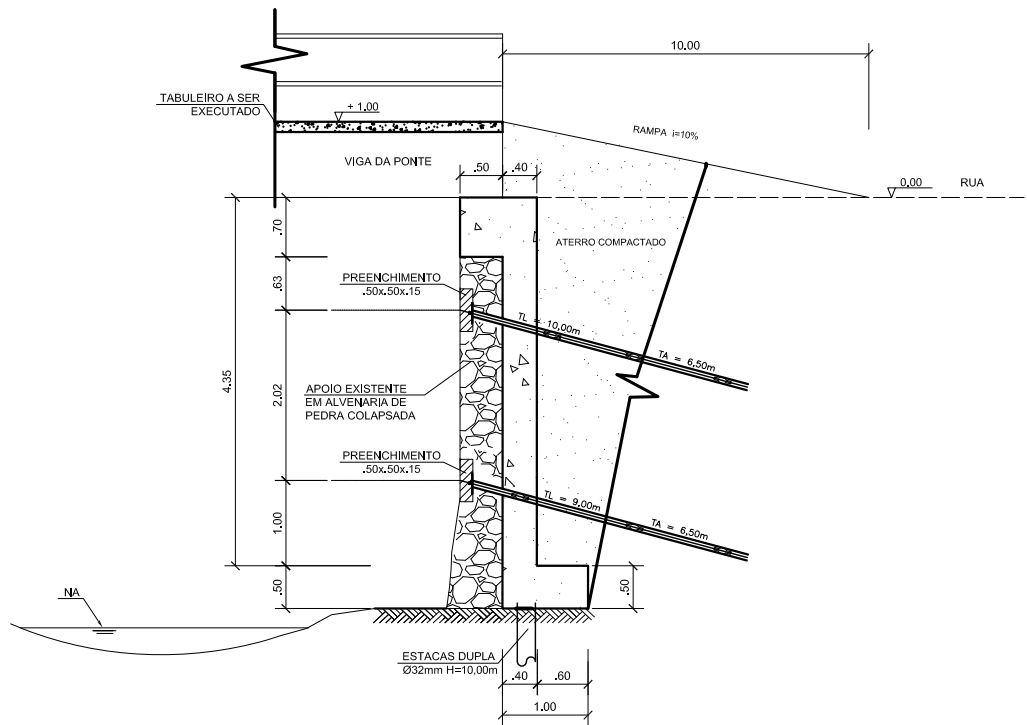 10.00
TABULEIRO A SER
EXECUTADO
+ 1.00
RAMPA i=10%
VIGA DA PONTE
.50
.40
0.00
RUA
.70
ATERRO COMPACTADO
PREENCHIMENTO
.50x.50x.15
.63
TL = 10,00m
TA = 6,50m
4.35
2.02
APOIO EXISTENTE
EM ALVENARIA DE
PEDRA COLAPSADA
PREENCHIMENTO
.50x.50x.15
TL = 9,00m
TA = 6,50m
1.00
.50
.50
NA
ESTACAS DUPLA
Ø32mm H=10,00m
.40
.60
1.00